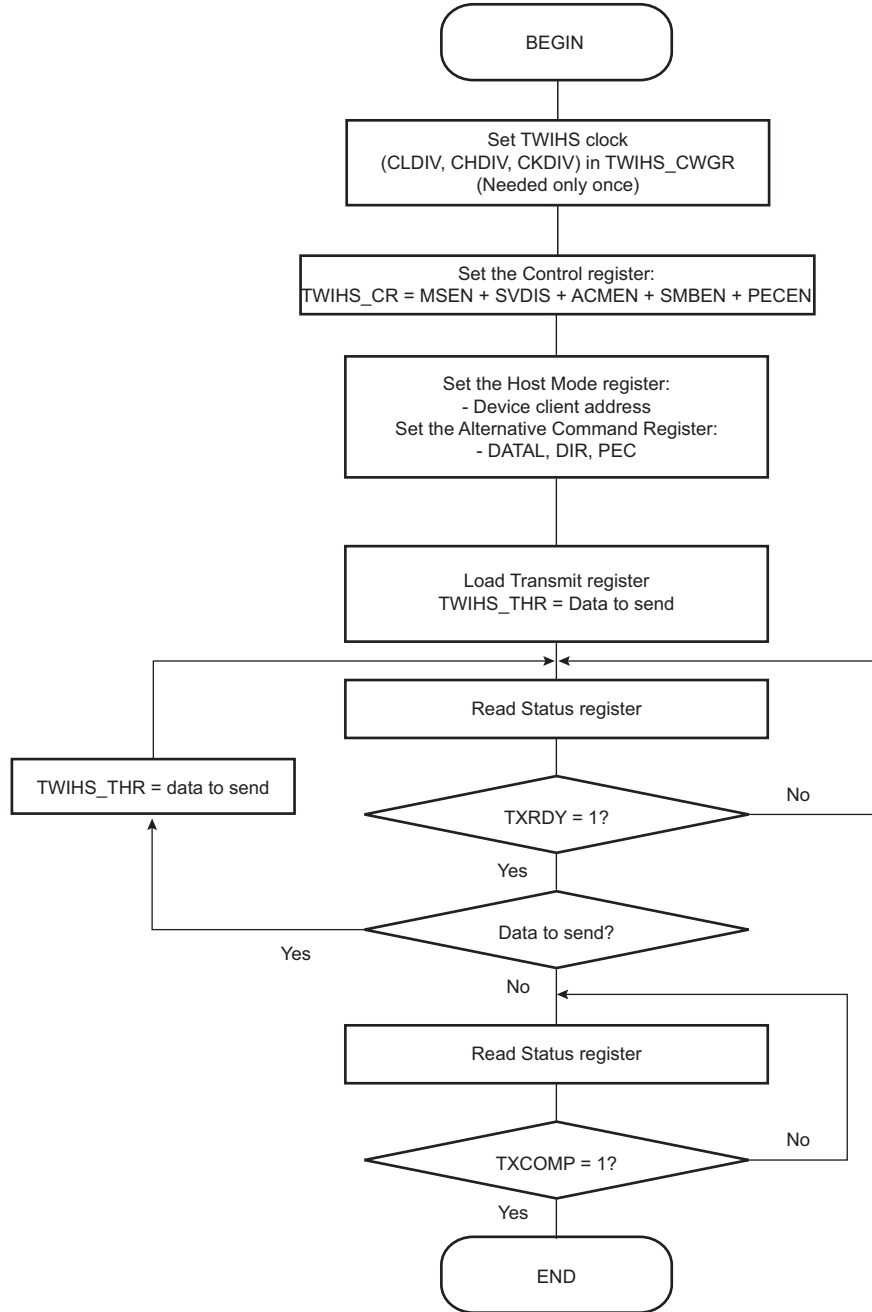 BEGIN
Set TWIHS clock
(CLDIV, CHDIV, CKDIV) in TWIHS_CWGR
(Needed only once)
Set the Control register:
TWIHS_CR = MSEN + SVDIS + ACMEN + SMBEN + PECEN
Set the Host Mode register:
- Device client address
Set the Alternative Command Register:
- DATAL, DIR, PEC
Load Transmit register
TWIHS_THR = Data to send
Read Status register
TWIHS_THR = data to send
TXRDY = 1?
No
Yes
Data to send?
Yes
No
Read Status register
TXCOMP = 1?
No
Yes
END